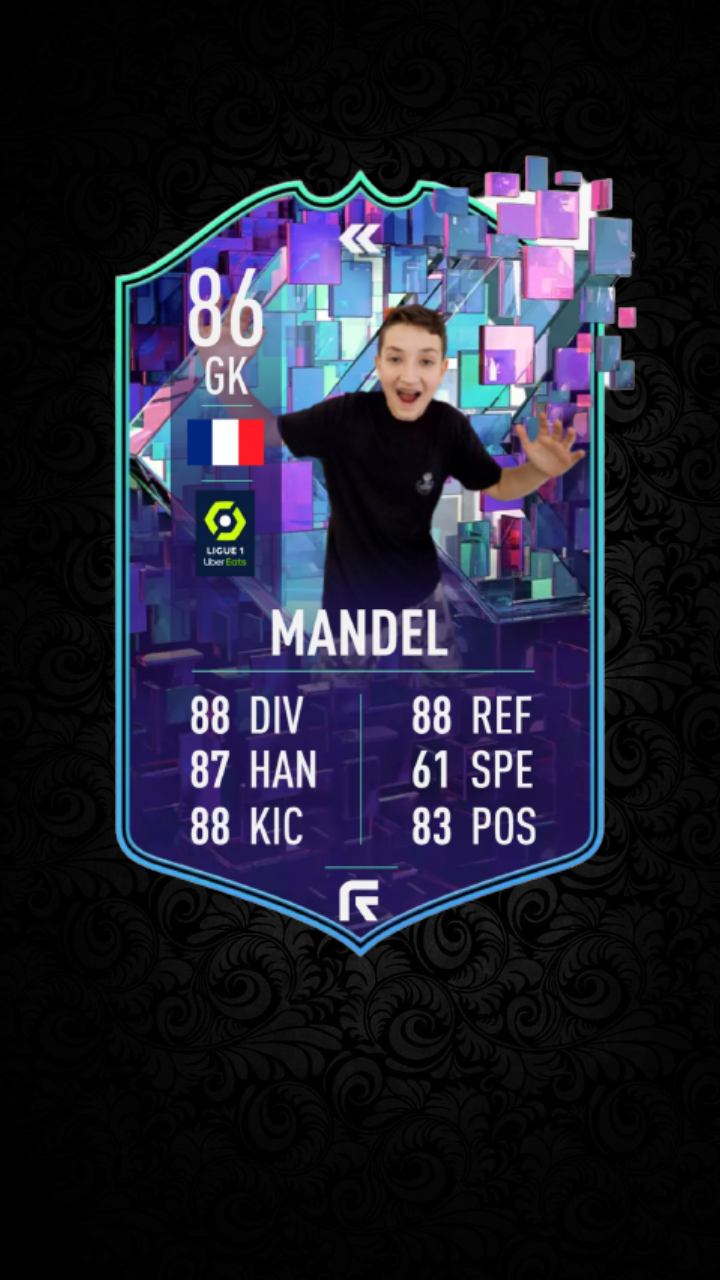 86
GK
LIGUE 1
Uber Eats
MANDEL
88 DIV
87 HAN
88 KIC
88 REF
61 SPE
83 POS